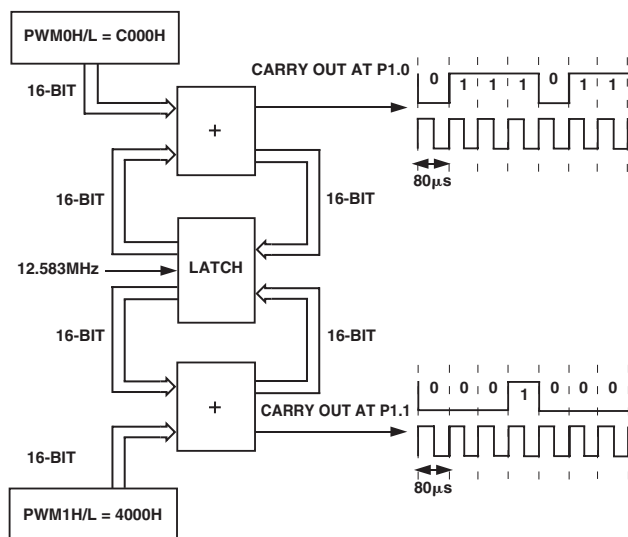 PWM0H/L = C000H
16-BIT
CARRY OUT AT P1.0
0 1 1 1 0 1 1
+
80μs
16-BIT
16-BIT
12.583MHz
LATCH
16-BIT
16-BIT
0 0 0 1 0 0 0
+
CARRY OUT AT P1.1
16-BIT
80μs
PWM1H/L = 4000H